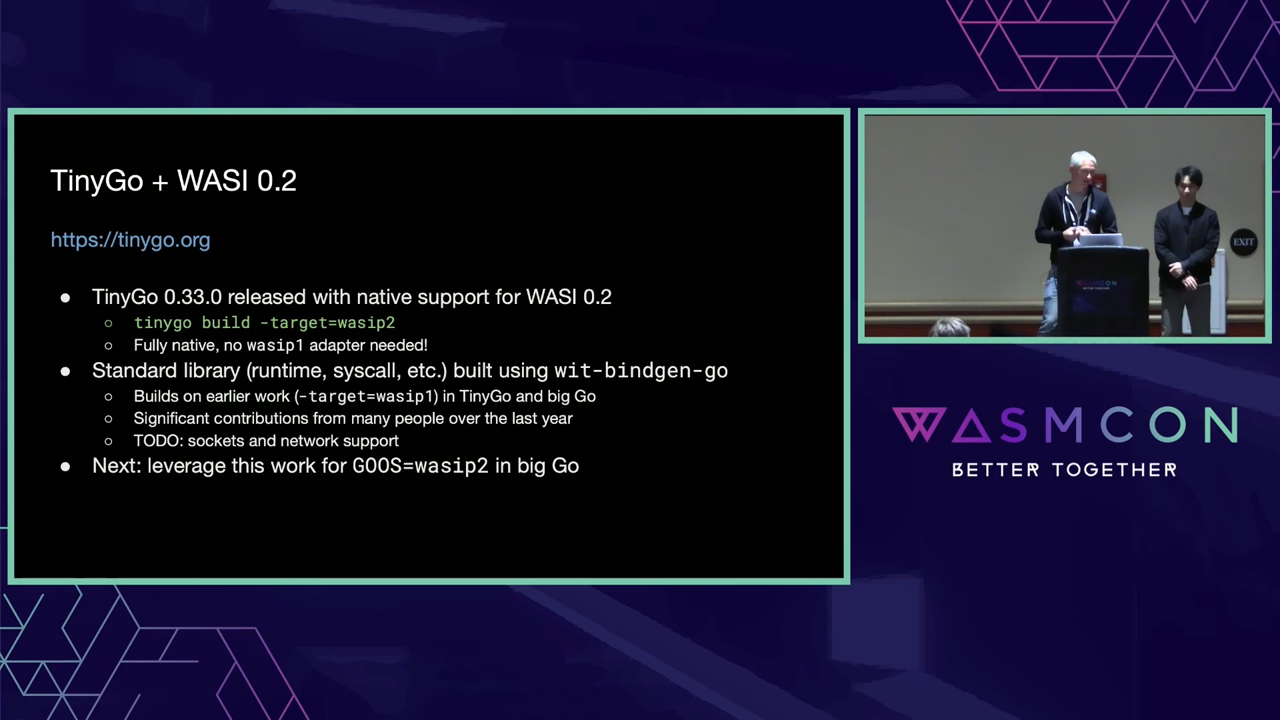 TinyGo + WASI 0.2
https://tinygo.org
● TinyGo 0.33.0 released with native support for WASI 0.2
○ tinygo build -target=wasip2
○ Fully native, no wasip1 adapter needed!
● Standard library (runtime, syscall, etc.) built using wit-bindgen-go
○ Builds on earlier work (-target=wasip1) in TinyGo and big Go
○ Significant contributions from many people over the last year
○ TODO: sockets and network support
● Next: leverage this work for GOOS=wasip2 in big Go
EXIT
WASMCON
WASMCON
BETTER TOGETHER